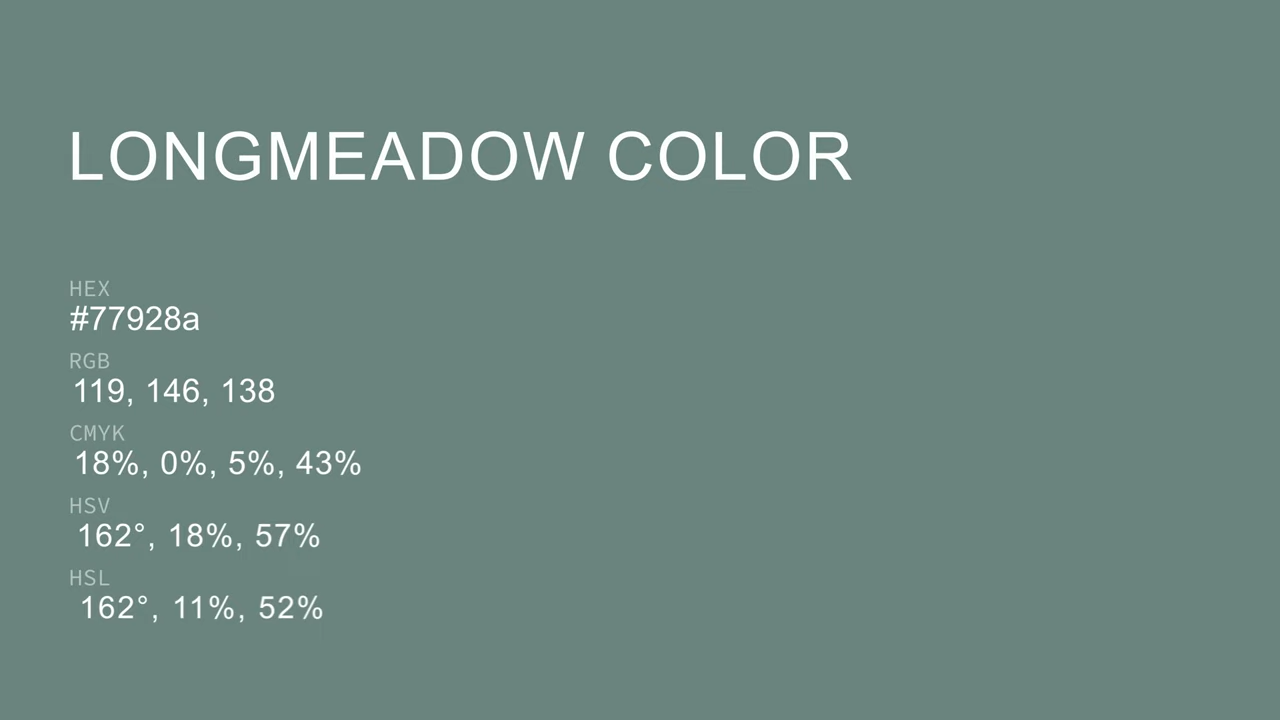 LONGMEADOW COLOR
HEX
#77928a
RGB
119, 146, 138
CMYK
18%, 0%, 5%, 43%
HSV
162°, 18%, 57%
HSL
162°, 11%, 52%